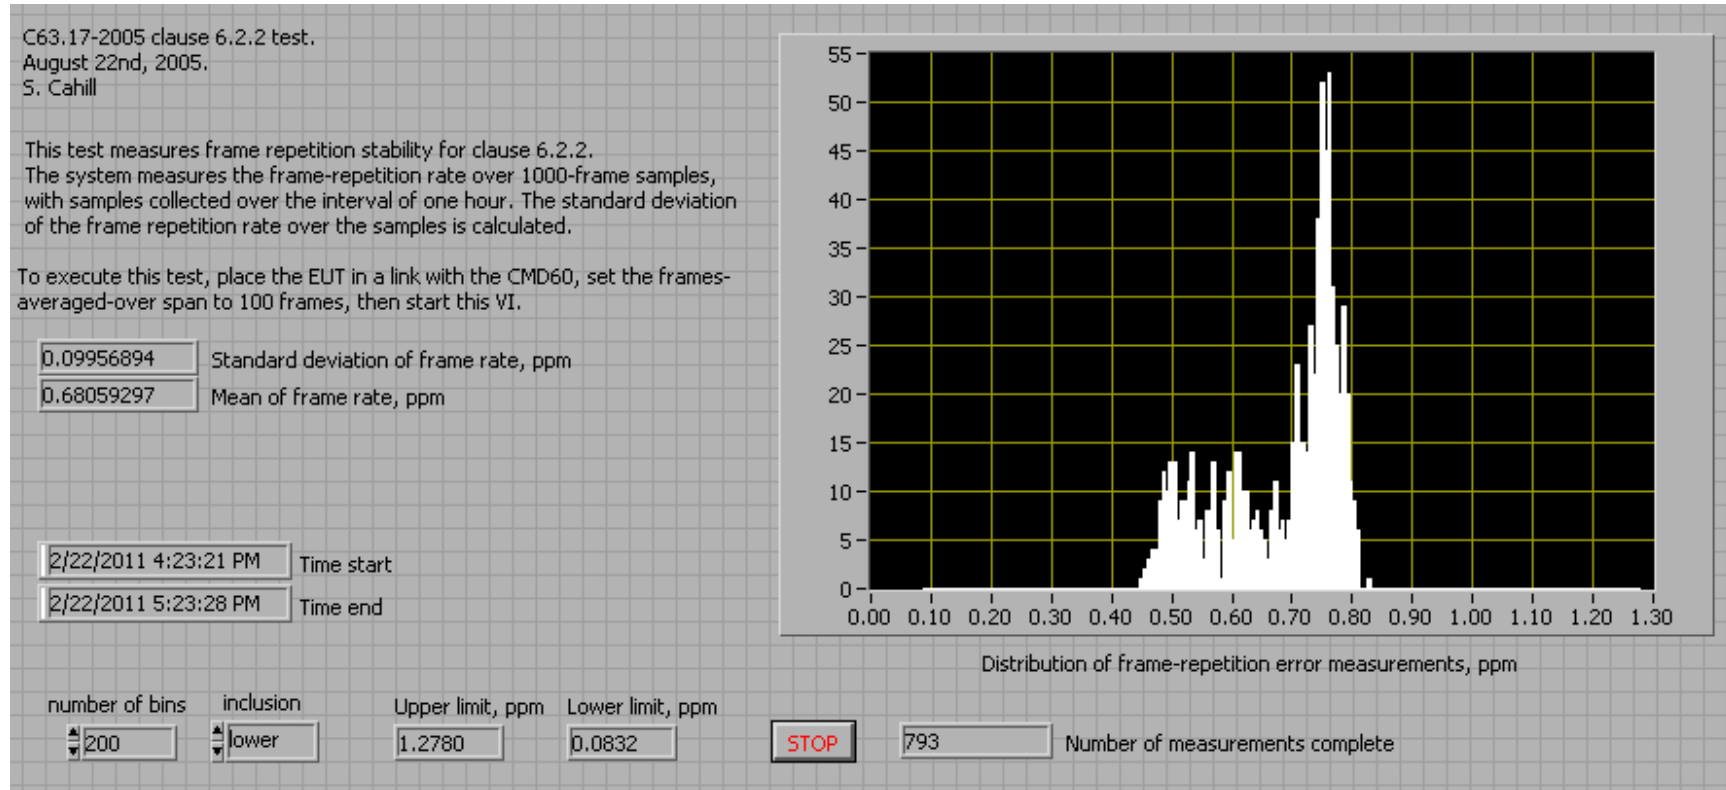 C63.17-2005 clause 6.2.2 test.
August 22nd, 2005.
S. Cahill
This test measures frame repetition stability for clause 6.2.2.
The system measures the frame-repetition rate over 1000-frame samples,
with samples collected over the interval of one hour. The standard deviation
of the frame repetition rate over the samples is calculated.
To execute this test, place the EUT in a link with the CMD60, set the frames-
averaged-over span to 100 frames, then start this VI.
0.09956894 Standard deviation of frame rate, ppm
0.68059297 Mean of frame rate, ppm
2/22/2011 4:23:21 PM Time start
2/22/2011 5:23:28 PM Time end
55
50
45
40
35
30
25
20
15
10
5
0
0.00 0.10 0.20 0.30 0.40 0.50 0.60 0.70 0.80 0.90 1.00 1.10 1.20 1.30
Distribution of frame-repetition error measurements, ppm
number of bins inclusion Upper limit, ppm Lower limit, ppm
200 lower 1.2780 0.0832 STOP 793 Number of measurements complete